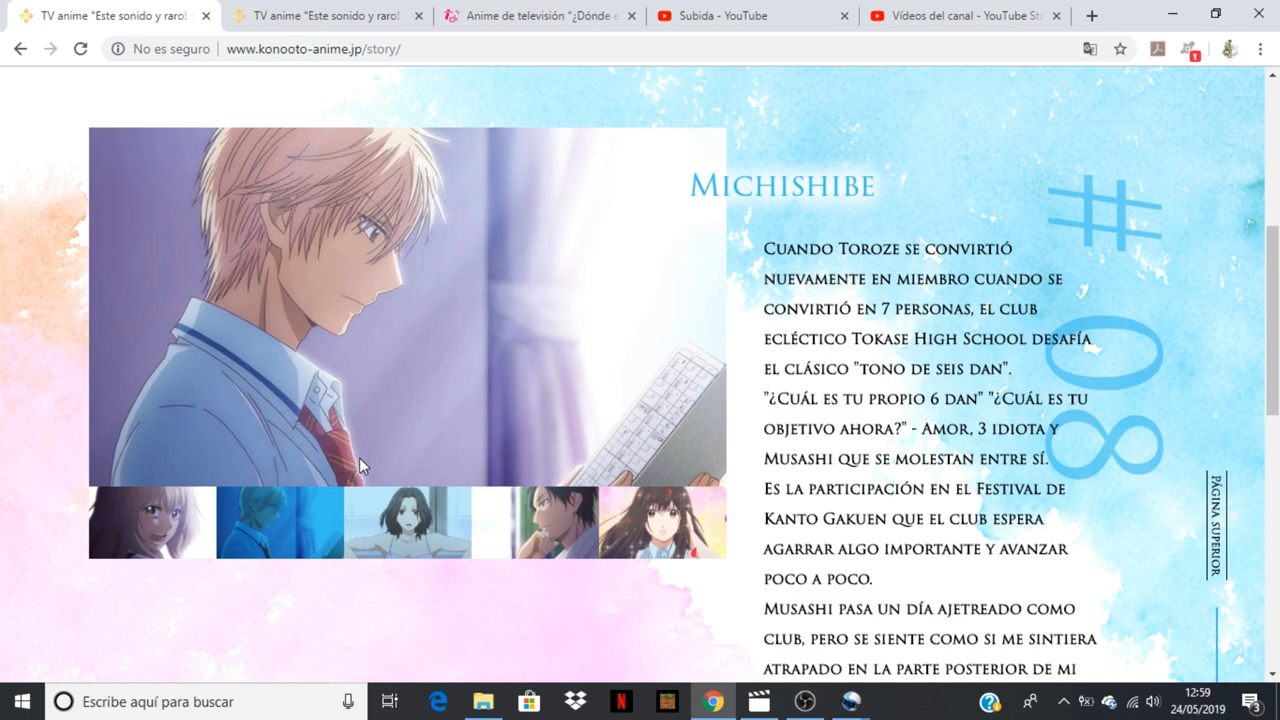 TV anime "Este sonido y raro!
TV anime "Este sonido y raro!
Anime de televisión "¿Dónde e
Subida - YouTube
Vídeos del canal - YouTube Stu
No es seguro
www.konooto-anime.jp/story/
1
Michishibe
#08
Cuando Toroze se convirtió
nuevamente en miembro cuando se
convirtió en 7 personas, el club
ecléctico Tokase High School desafía
el clásico "tono de seis dan".
"¿Cuál es tu propio 6 dan" "¿Cuál es tu
objetivo ahora?" - Amor, 3 idiota y
Musashi que se molestan entre sí.
Es la participación en el Festival de
Kanto Gakuen que el club espera
agarrar algo importante y avanzar
poco a poco.
Musashi pasa un día ajetreado como
club, pero se siente como si me sintiera
atrapado en la parte posterior de mi
Página superior
Escribe aquí para buscar
12:59
24/05/2019
3